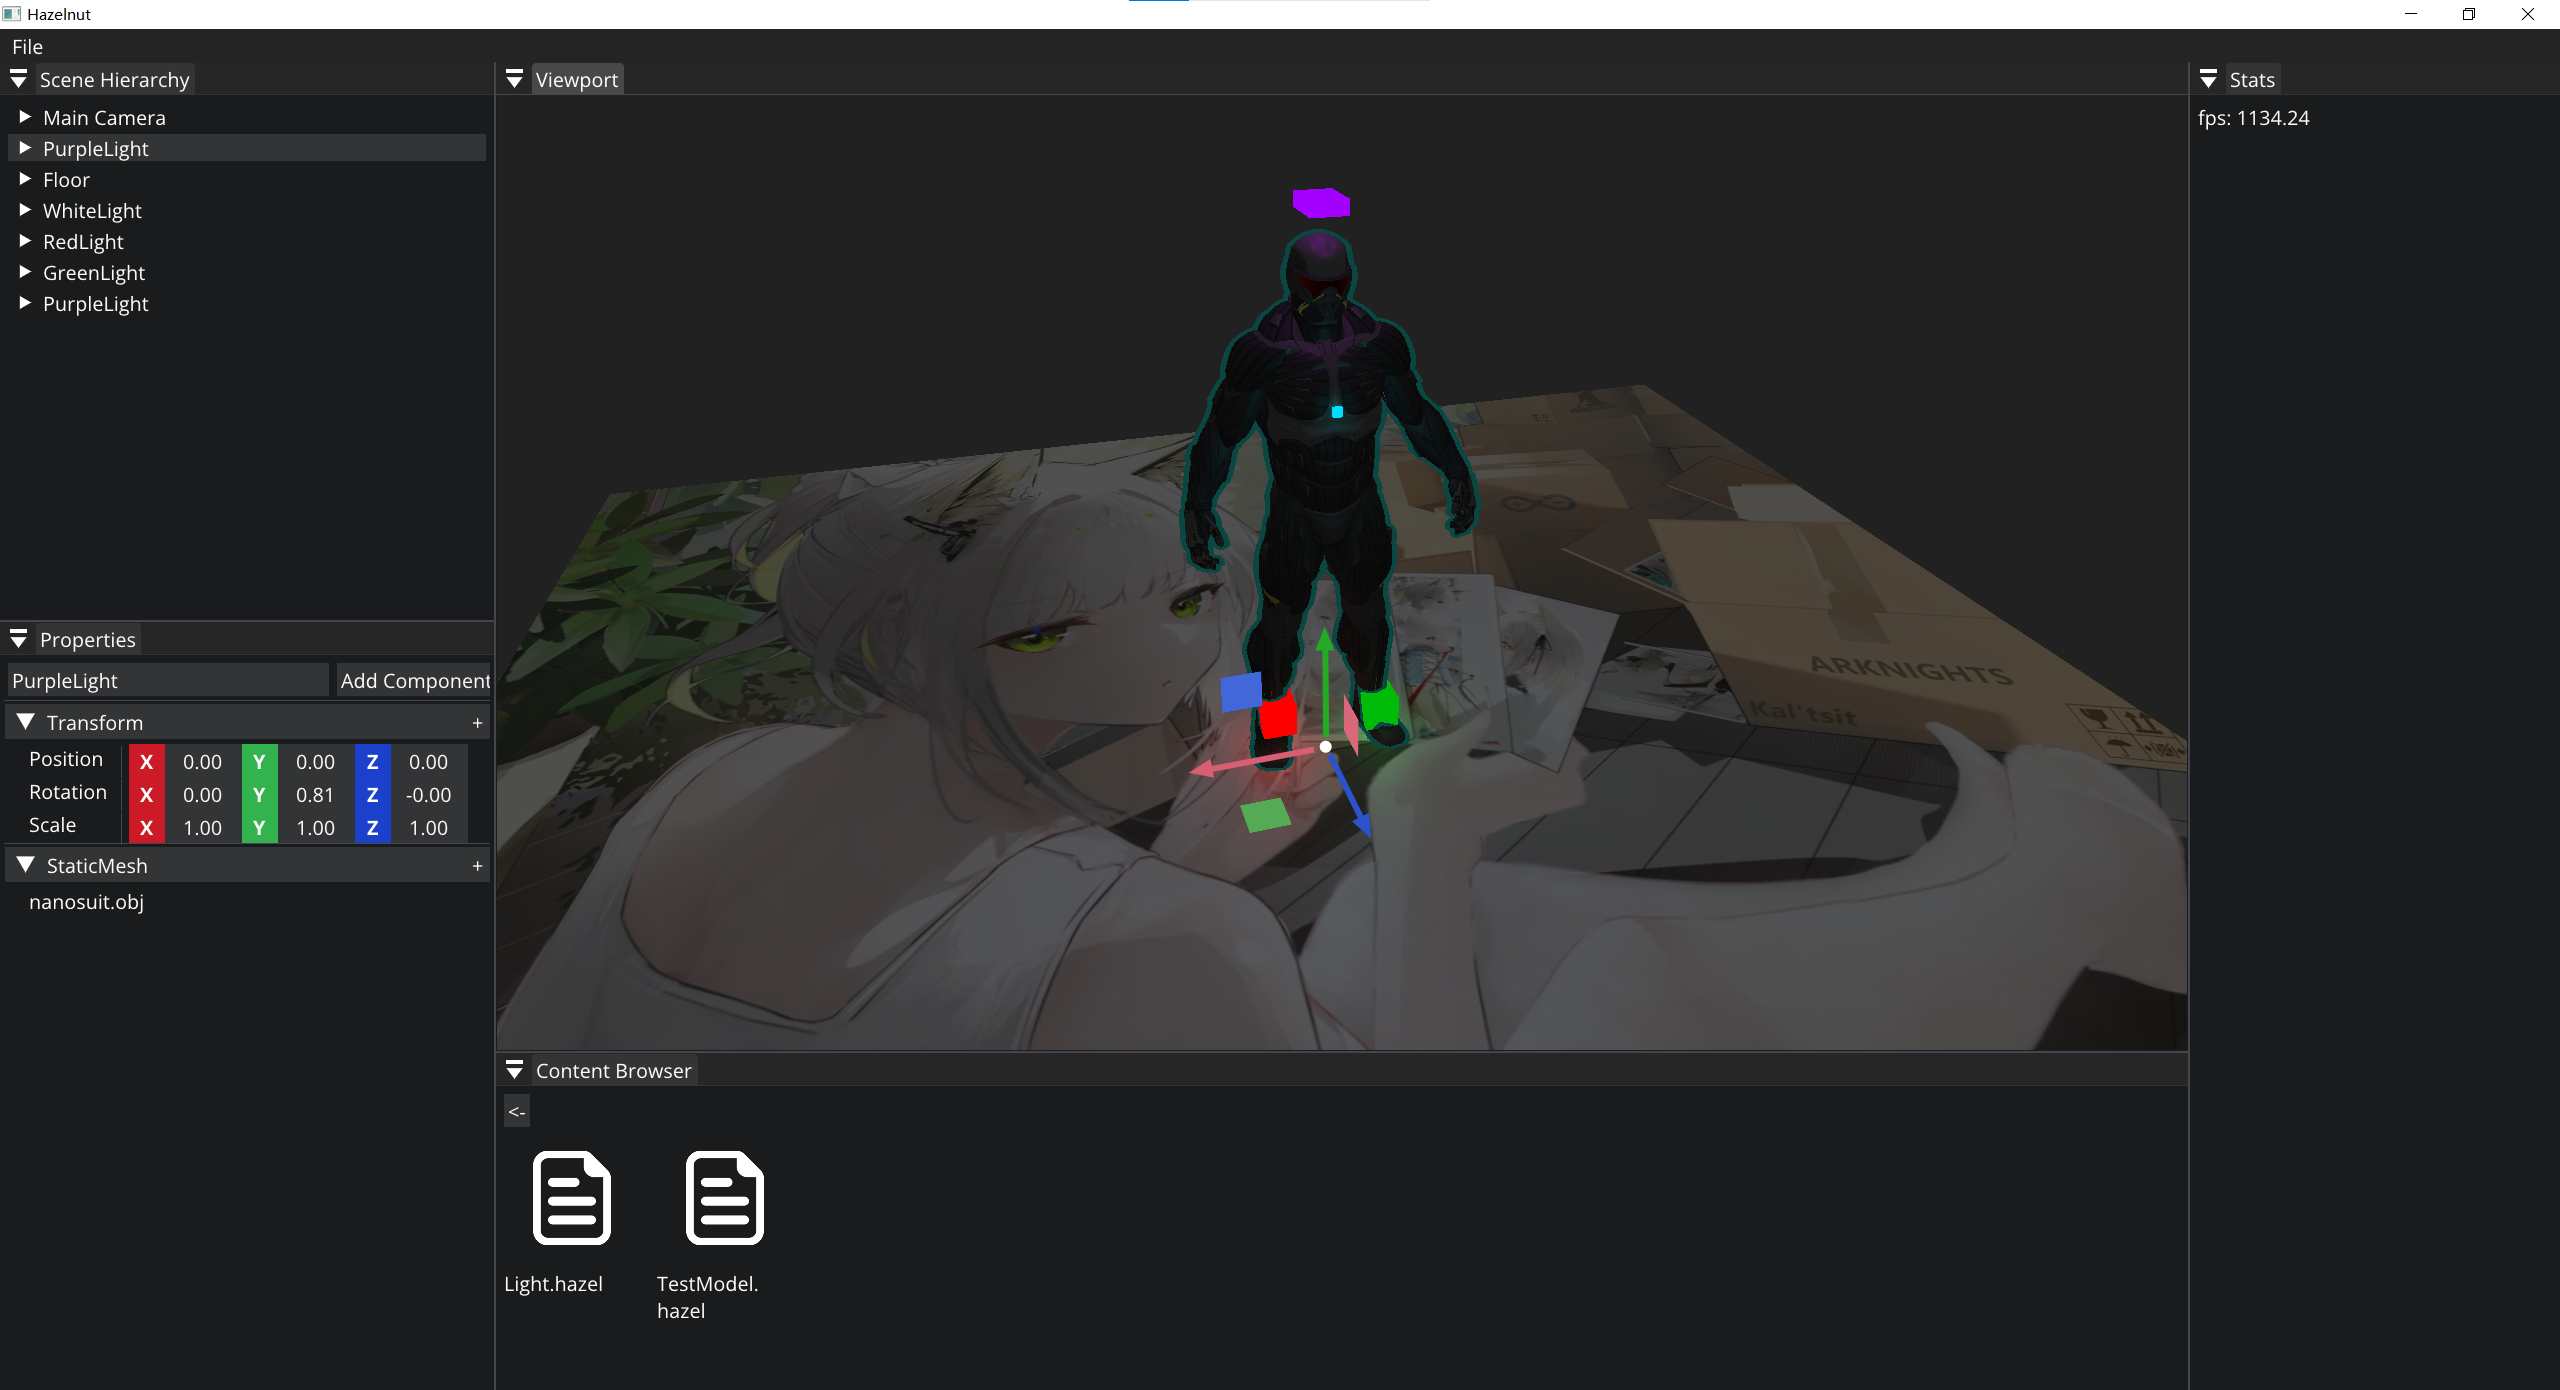 Hazelnut
File
Scene Hierarchy
Main Camera
PurpleLight
Floor
WhiteLight
RedLight
GreenLight
PurpleLight
Properties
PurpleLight
Add Component
Transform +
Position X 0.00 Y 0.00 Z 0.00
Rotation X 0.00 Y 0.81 Z -0.00
Scale X 1.00 Y 1.00 Z 1.00
StaticMesh +
nanosuit.obj
Viewport
ARKNIGHTS
Kal'tsit
Content Browser
<-
Light.hazel
TestModel.
hazel
Stats
fps: 1134.24